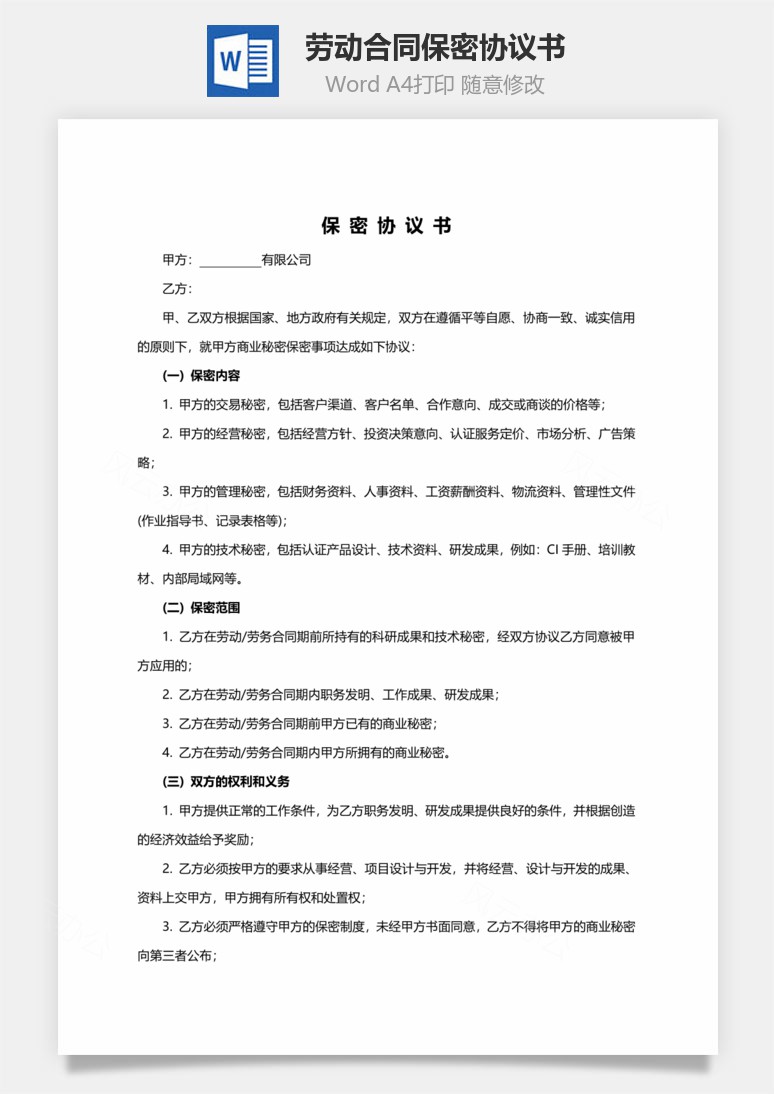 W
劳动合同保密协议书
Word A4打印 随意修改
保 密 协 议 书
甲方：_________有限公司
乙方：
甲、乙双方根据国家、地方政府有关规定，双方在遵循平等自愿、协商一致、诚实信用
的原则下，就甲方商业秘密保密事项达成如下协议：
(一) 保密内容
1. 甲方的交易秘密，包括客户渠道、客户名单、合作意向、成交或商谈的价格等；
2. 甲方的经营秘密，包括经营方针、投资决策意向、认证服务定价、市场分析、广告策
略；
3. 甲方的管理秘密，包括财务资料、人事资料、工资薪酬资料、物流资料、管理性文件
(作业指导书、记录表格等)；
4. 甲方的技术秘密，包括认证产品设计、技术资料、研发成果，例如：CI 手册、培训教
材、内部局域网等。
(二) 保密范围
1. 乙方在劳动/劳务合同期前所持有的科研成果和技术秘密，经双方协议乙方同意被甲
方应用的；
2. 乙方在劳动/劳务合同期内职务发明、工作成果、研发成果；
3. 乙方在劳动/劳务合同期前甲方已有的商业秘密；
4. 乙方在劳动/劳务合同期内甲方所拥有的商业秘密。
(三) 双方的权利和义务
1. 甲方提供正常的工作条件，为乙方职务发明、研发成果提供良好的条件，并根据创造
的经济效益给予奖励；
2. 乙方必须按甲方的要求从事经营、项目设计与开发，并将经营、设计与开发的成果、
资料上交甲方，甲方拥有所有权和处置权；
3. 乙方必须严格遵守甲方的保密制度，未经甲方书面同意，乙方不得将甲方的商业秘密
向第三者公布；